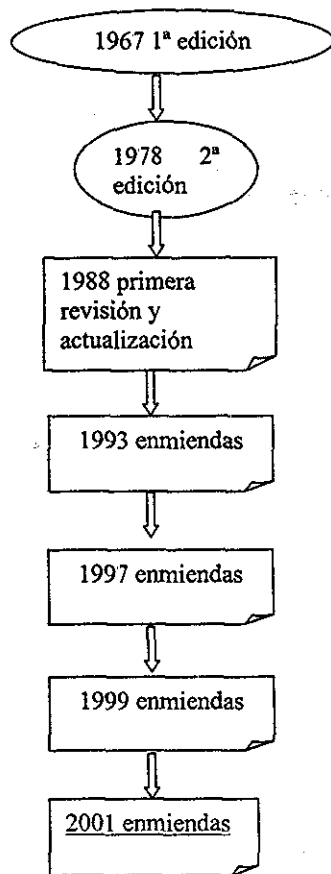 1967 1ª edición
1978 2ª
edición
1988 primera
revisión y
actualización
1993 enmiendas
1997 enmiendas
1999 enmiendas
2001 enmiendas